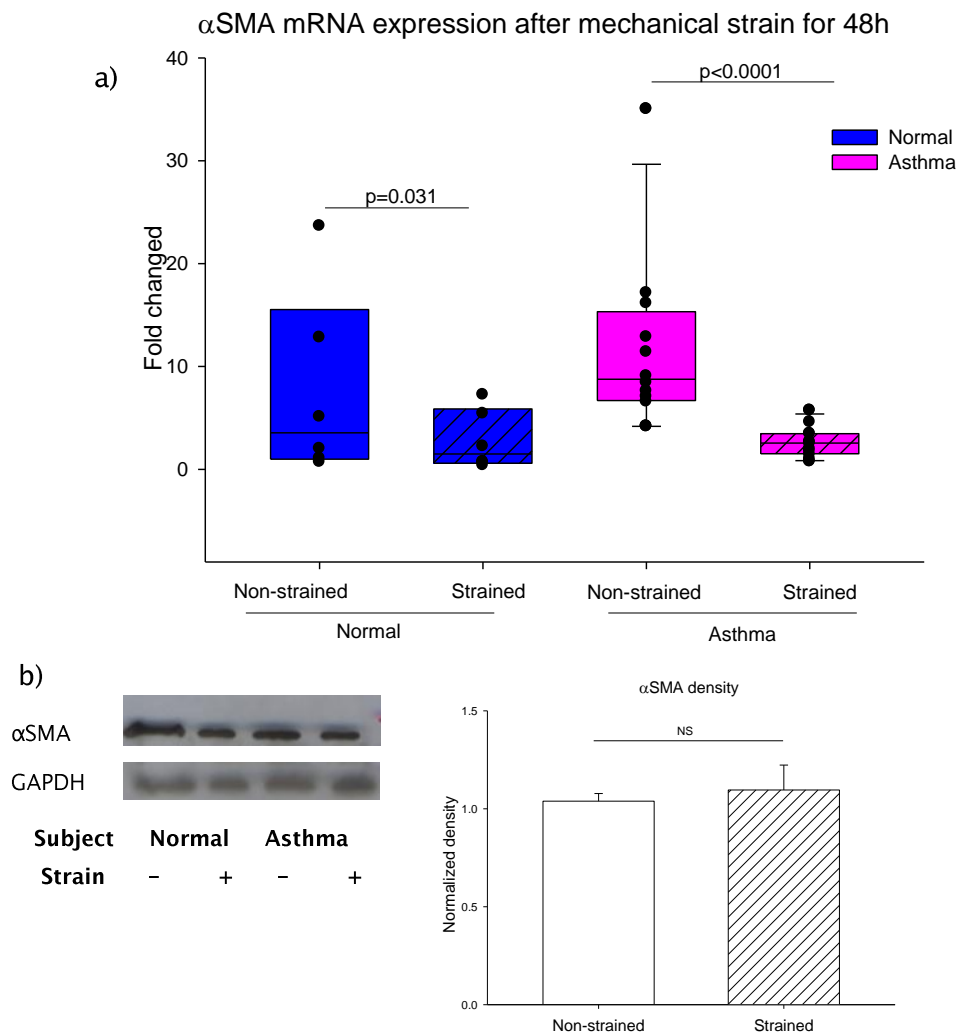 αSMA mRNA expression after mechanical strain for 48h
a)
40
30
20
10
0
Fold changed
p=0.031
p<0.0001
Normal
Asthma
Non-strained Strained Non-strained Strained
Normal Asthma
b)
αSMA
GAPDH
Subject Normal Asthma
Strain – + – +
αSMA density
1.5
1.0
0.5
0.0
Normalized density
NS
Non-strained Strained